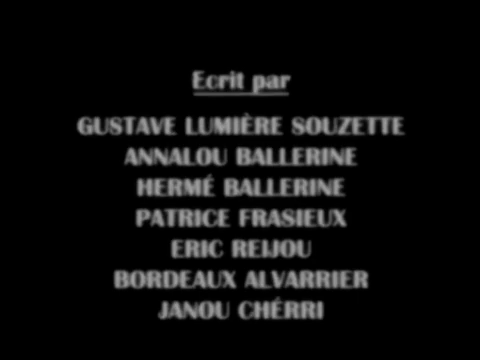 Ecrit par
GUSTAVE LUMIÈRE SOUZETTE
ANNALOU BALLERINE
HERMÉ BALLERINE
PATRICE FRASIEUX
ERIC REIJOU
BORDEAUX ALVARRIER
JANOU CHÉRRI